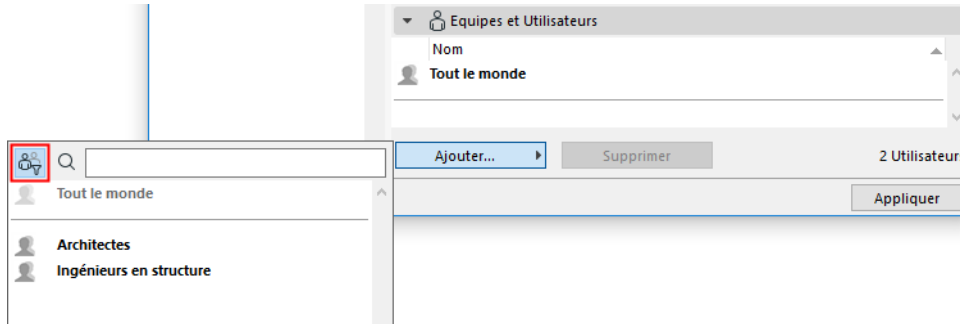 Equipes et Utilisateurs
Nom
Tout le monde
Ajouter...
Supprimer
2 Utilisateur
Appliquer
Tout le monde
Architectes
Ingénieurs en structure